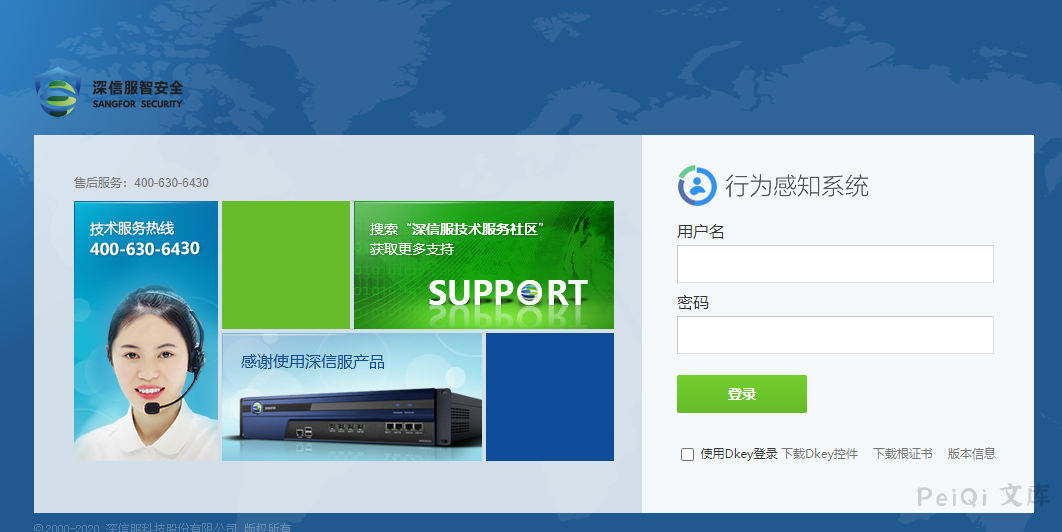 深信服智安全
SANGFOR SECURITY
售后服务：400-630-6430
技术服务热线
400-630-6430
搜索“深信服技术服务社区”
获取更多支持
SUPPORT
感谢使用深信服产品
行为感知系统
用户名
密码
登录
使用Dkey登录 下载Dkey控件 下载根证书 版本信息
PeiQi 文库
© 2000-2020 深信服科技股份有限公司 版权所有